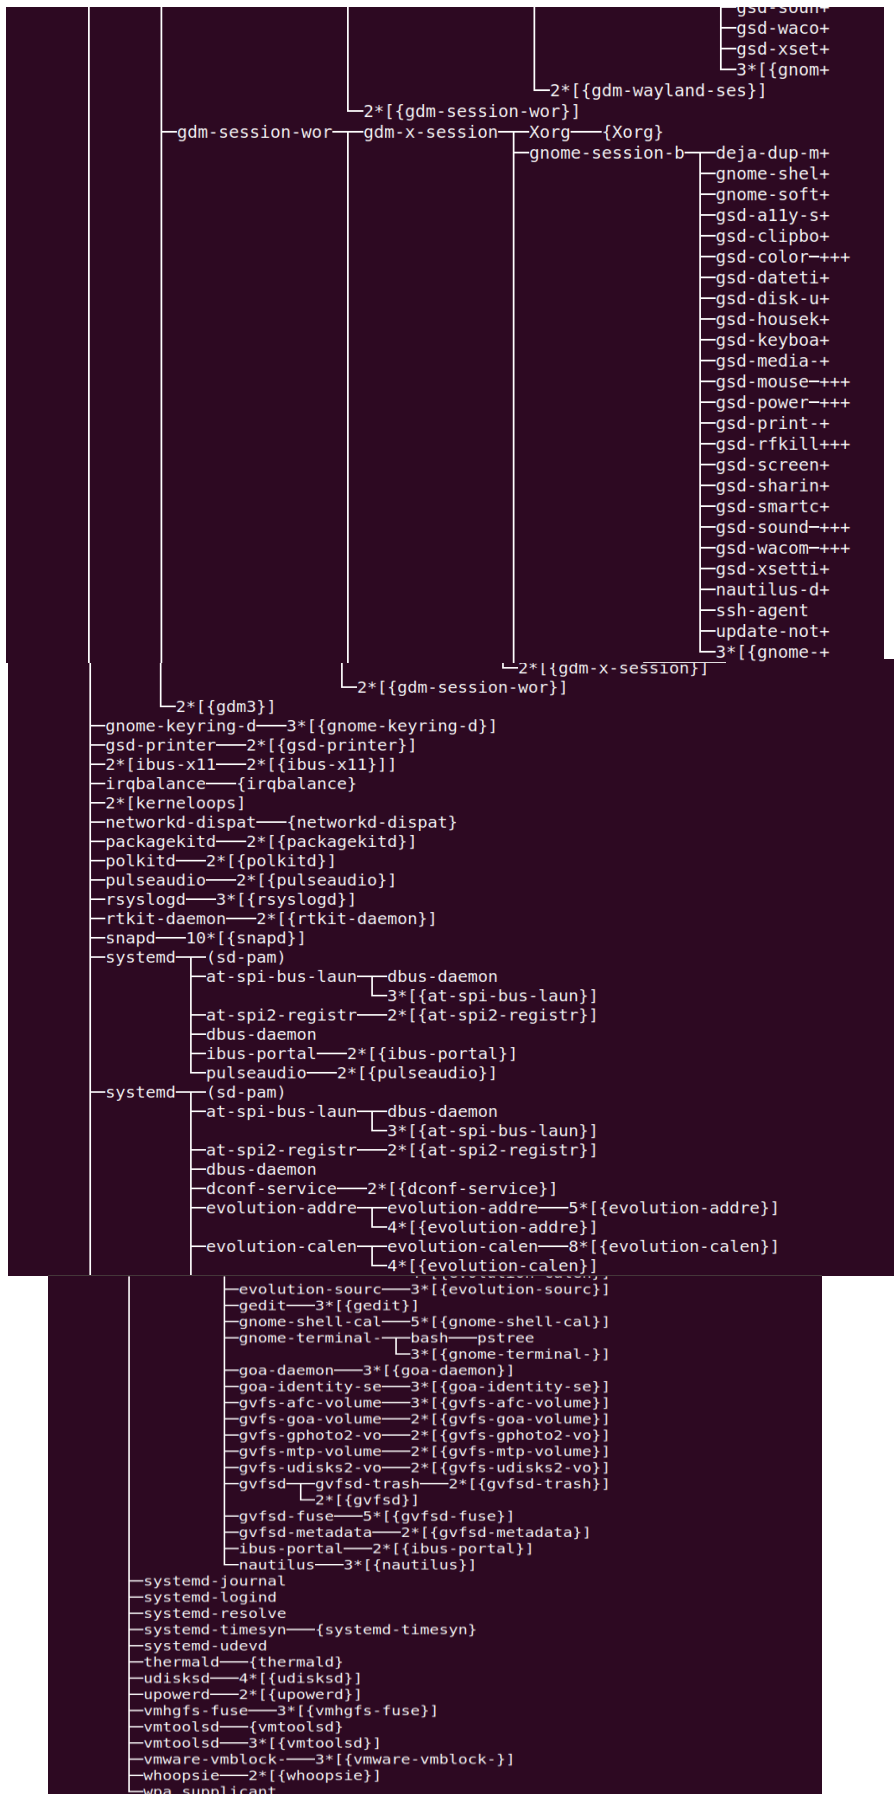 gsd-soun+
gsd-waco+
gsd-xset+
3*[{gnom+
2*[{gdm-wayland-ses}]
2*[{gdm-session-wor}]
gdm-session-wor gdm-x-session Xorg {Xorg}
gnome-session-b deja-dup-m+
gnome-shel+
gnome-soft+
gsd-a11y-s+
gsd-clipbo+
gsd-color +++
gsd-dateti+
gsd-disk-u+
gsd-housek+
gsd-keyboa+
gsd-media-+
gsd-mouse +++
gsd-power +++
gsd-print-+
gsd-rfkill+++
gsd-screen+
gsd-sharin+
gsd-smartc+
gsd-sound +++
gsd-wacom +++
gsd-xsetti+
nautilus-d+
ssh-agent
update-not+
3*[{gnome-+
2*[{gdm-x-session}]
2*[{gdm-session-wor}]
2*[{gdm3}]
gnome-keyring-d 3*[{gnome-keyring-d}]
gsd-printer 2*[{gsd-printer}]
2*[ibus-x11 2*[{ibus-x11}]]
irqbalance {irqbalance}
2*[kerneloops]
networkd-dispat {networkd-dispat}
packagekitd 2*[{packagekitd}]
polkitd 2*[{polkitd}]
pulseaudio 2*[{pulseaudio}]
rsyslogd 3*[{rsyslogd}]
rtkit-daemon 2*[{rtkit-daemon}]
snapd 10*[{snapd}]
systemd (sd-pam)
at-spi-bus-laun dbus-daemon
3*[{at-spi-bus-laun}]
at-spi2-registr 2*[{at-spi2-registr}]
dbus-daemon
ibus-portal 2*[{ibus-portal}]
pulseaudio 2*[{pulseaudio}]
systemd (sd-pam)
at-spi-bus-laun dbus-daemon
3*[{at-spi-bus-laun}]
at-spi2-registr 2*[{at-spi2-registr}]
dbus-daemon
dconf-service 2*[{dconf-service}]
evolution-addre evolution-addre 5*[{evolution-addre}]
4*[{evolution-addre}]
evolution-calen evolution-calen 8*[{evolution-calen}]
4*[{evolution-calen}]
evolution-sourc 3*[{evolution-sourc}]
gedit 3*[{gedit}]
gnome-shell-cal 5*[{gnome-shell-cal}]
gnome-terminal- bash pstree
3*[{gnome-terminal-}]
goa-daemon 3*[{goa-daemon}]
goa-identity-se 3*[{goa-identity-se}]
gvfs-afc-volume 3*[{gvfs-afc-volume}]
gvfs-goa-volume 2*[{gvfs-goa-volume}]
gvfs-gphoto2-vo 2*[{gvfs-gphoto2-vo}]
gvfs-mtp-volume 2*[{gvfs-mtp-volume}]
gvfs-udisks2-vo 2*[{gvfs-udisks2-vo}]
gvfsd gvfsd-trash 2*[{gvfsd-trash}]
2*[{gvfsd}]
gvfsd-fuse 5*[{gvfsd-fuse}]
gvfsd-metadata 2*[{gvfsd-metadata}]
ibus-portal 2*[{ibus-portal}]
nautilus 3*[{nautilus}]
systemd-journal
systemd-logind
systemd-resolve
systemd-timesyn {systemd-timesyn}
systemd-udevd
thermald {thermald}
udisksd 4*[{udisksd}]
upowerd 2*[{upowerd}]
vmhgfs-fuse 3*[{vmhgfs-fuse}]
vmtoolsd {vmtoolsd}
vmtoolsd 3*[{vmtoolsd}]
vmware-vmblock- 3*[{vmware-vmblock-}]
whoopsie 2*[{whoopsie}]
wpa_supplicant